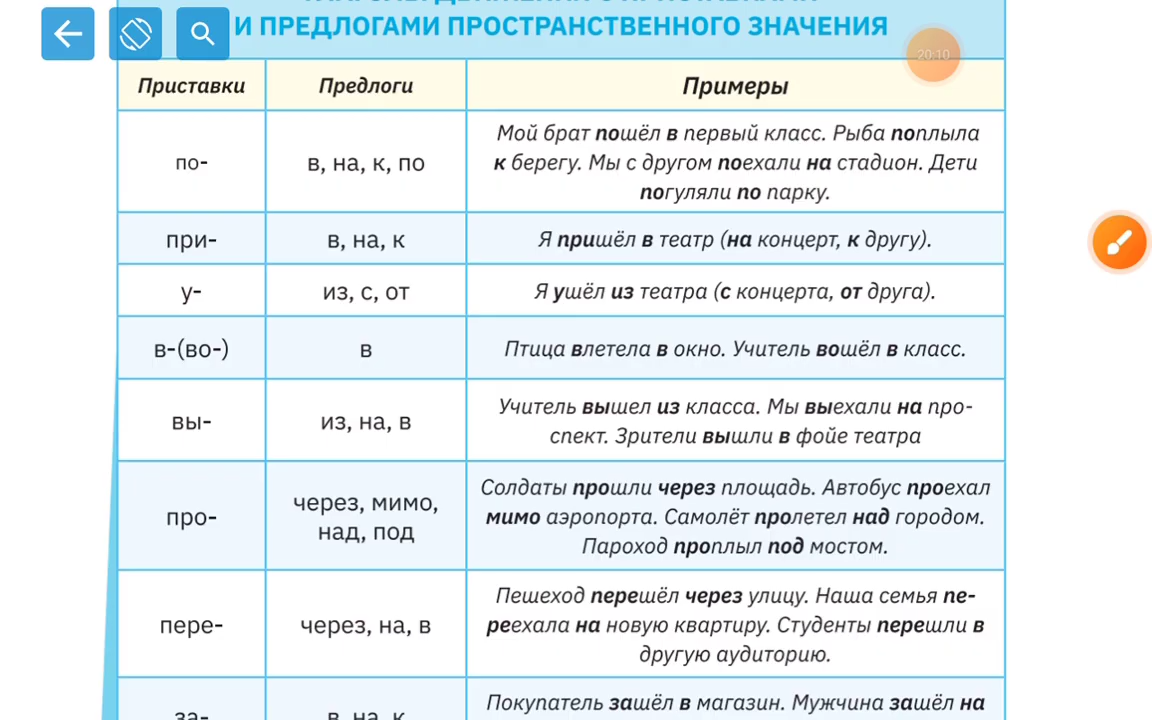 И ПРЕДЛОГАМИ ПРОСТРАНСТВЕННОГО ЗНАЧЕНИЯ
20:10
Приставки Предлоги Примеры
по- в, на, к, по Мой брат пошёл в первый класс. Рыба поплыла
к берегу. Мы с другом поехали на стадион. Дети
погуляли по парку.
при- в, на, к Я пришёл в театр (на концерт, к другу).
у- из, с, от Я ушёл из театра (с концерта, от друга).
в-(во-) в Птица влетела в окно. Учитель вошёл в класс.
вы- из, на, в Учитель вышел из класса. Мы выехали на про-
спект. Зрители вышли в фойе театра
про- через, мимо,
над, под
Солдаты прошли через площадь. Автобус проехал
мимо аэропорта. Самолёт пролетел над городом.
Пароход проплыл под мостом.
пере- через, на, в Пешеход перешёл через улицу. Наша семья пе-
реехала на новую квартиру. Студенты перешли в
другую аудиторию.
за- в, на, к Покупатель зашёл в магазин. Мужчина зашёл на